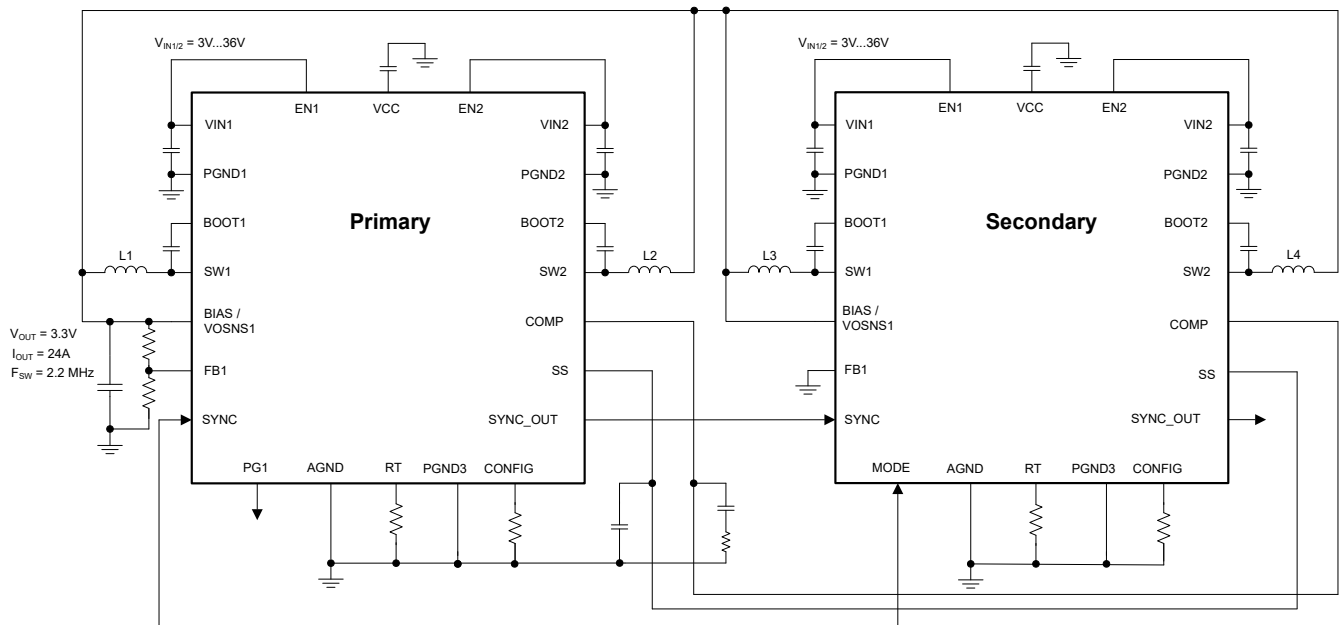 V_IN1/2 = 3V...36V
EN1
VCC
EN2
VIN1
VIN2
PGND1
PGND2
Primary
BOOT1
BOOT2
L1
SW1
SW2
L2
BIAS /
VOSNS1
COMP
V_OUT = 3.3V
I_OUT = 24A
F_SW = 2.2 MHz
FB1
SS
SYNC
SYNC_OUT
PG1
AGND
RT
PGND3
CONFIG
V_IN1/2 = 3V...36V
EN1
VCC
EN2
VIN1
VIN2
PGND1
PGND2
Secondary
BOOT1
BOOT2
L3
SW1
SW2
L4
BIAS /
VOSNS1
COMP
FB1
SS
SYNC
SYNC_OUT
MODE
AGND
RT
PGND3
CONFIG